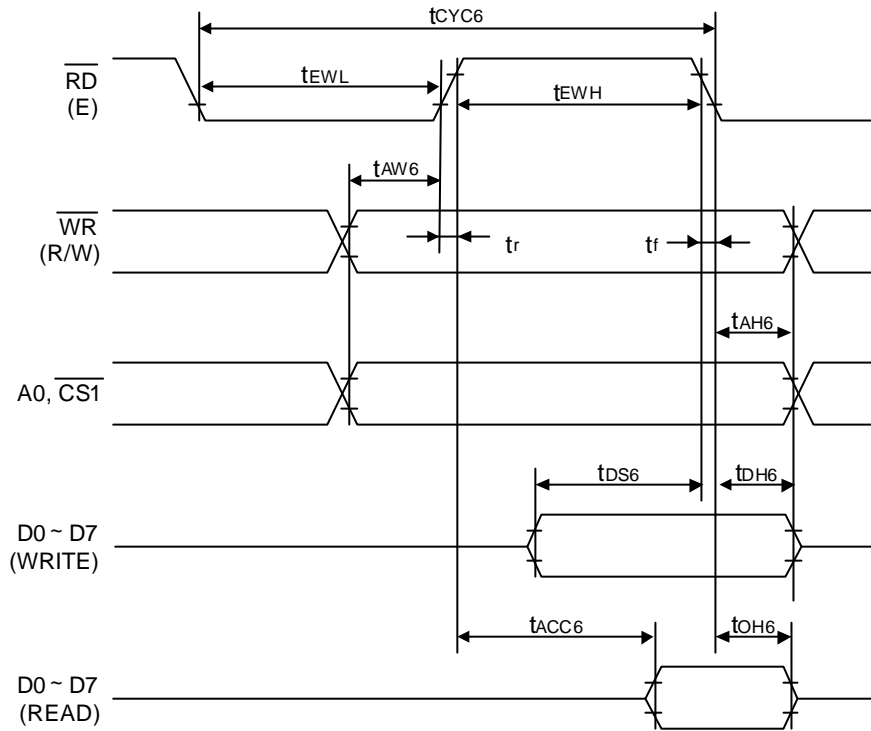 tCYC6
RD
(E)
tEWL
tEWH
tAW6
WR
(R/W)
tr
tf
tAH6
A0, CS1
tDS6
tDH6
D0 ~ D7
(WRITE)
tACC6
tOH6
D0 ~ D7
(READ)